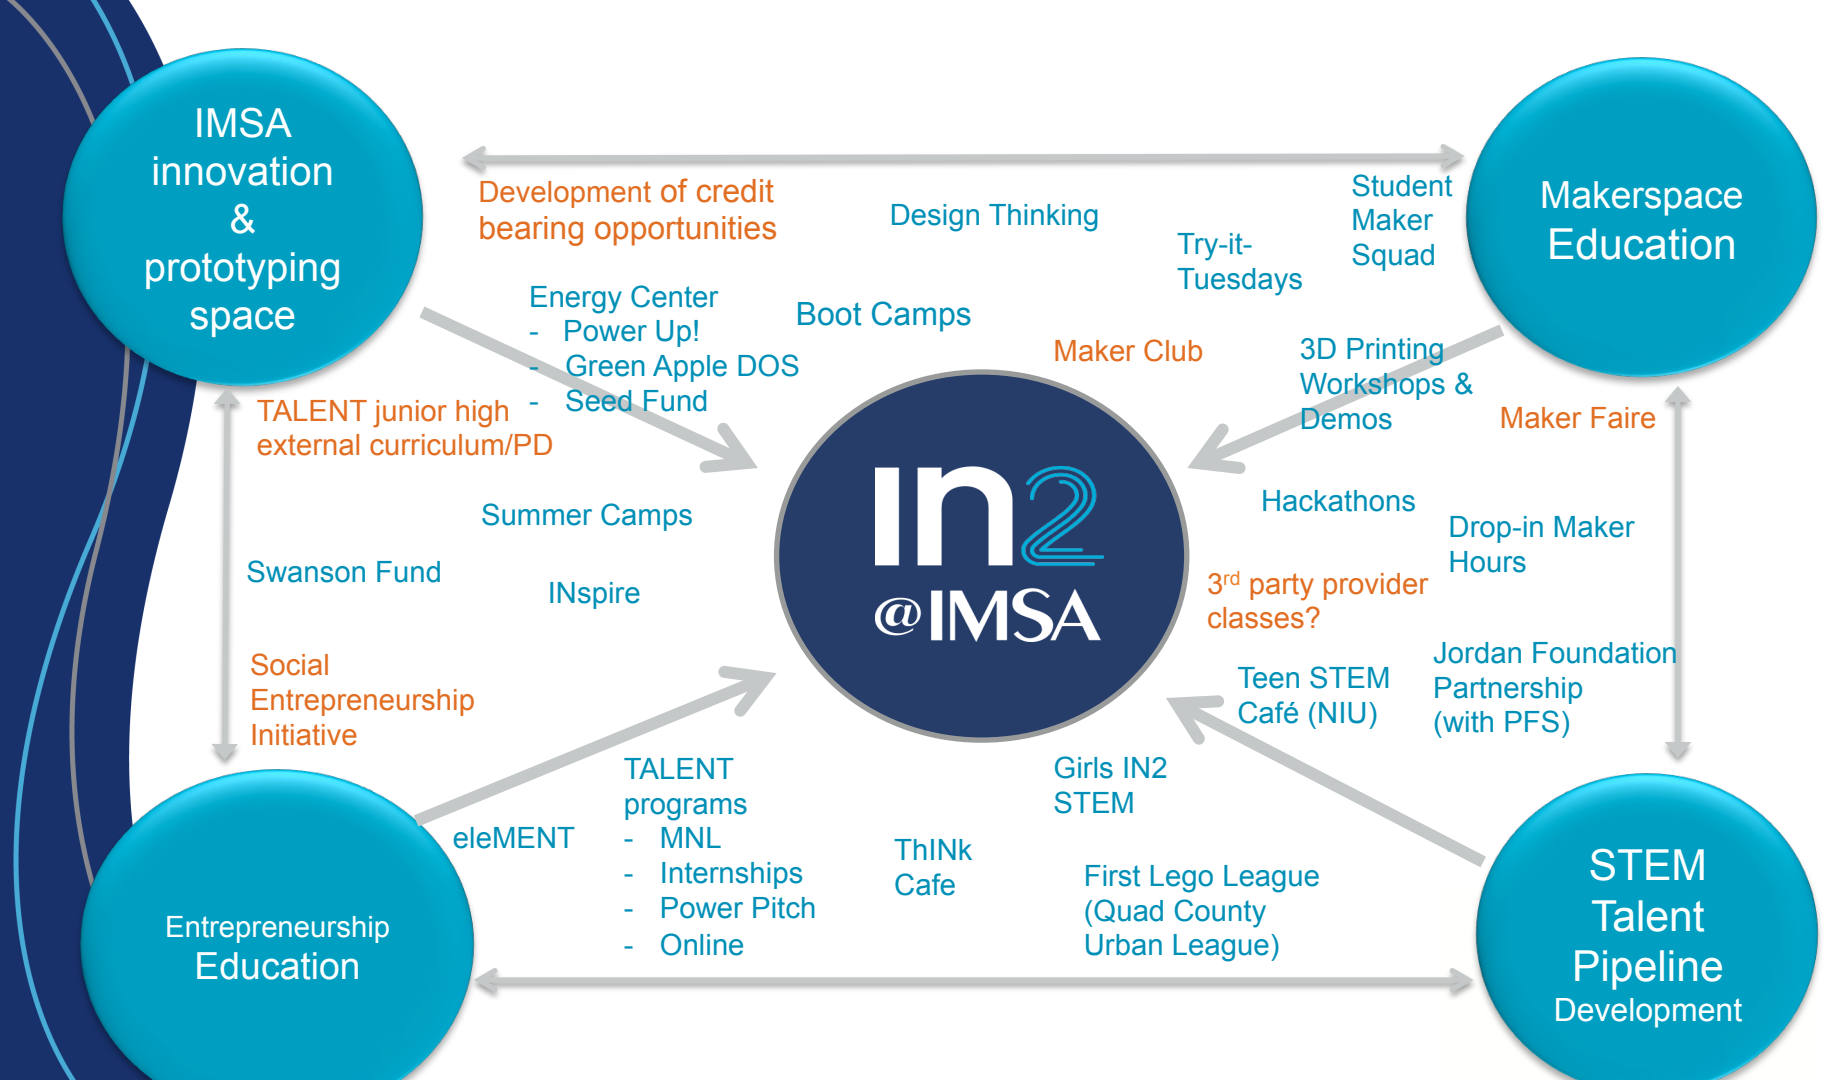 IMSA
innovation
&
prototyping
space
Makerspace
Education
Development of credit
bearing opportunities
Design Thinking
Try-it-
Tuesdays
Student
Maker
Squad
Energy Center
- Power Up!
- Green Apple DOS
- Seed Fund
Boot Camps
Maker Club
3D Printing
Workshops &
Demos
Maker Faire
TALENT junior high
external curriculum/PD
Summer Camps
Swanson Fund
INspire
IN2
@IMSA
Hackathons
Drop-in Maker
Hours
3rd party provider
classes?
Social
Entrepreneurship
Initiative
Teen STEM
Café (NIU)
Jordan Foundation
Partnership
(with PFS)
eleMENT
TALENT
programs
- MNL
- Internships
- Power Pitch
- Online
ThINk
Cafe
Girls IN2
STEM
First Lego League
(Quad County
Urban League)
Entrepreneurship
Education
STEM
Talent
Pipeline
Development